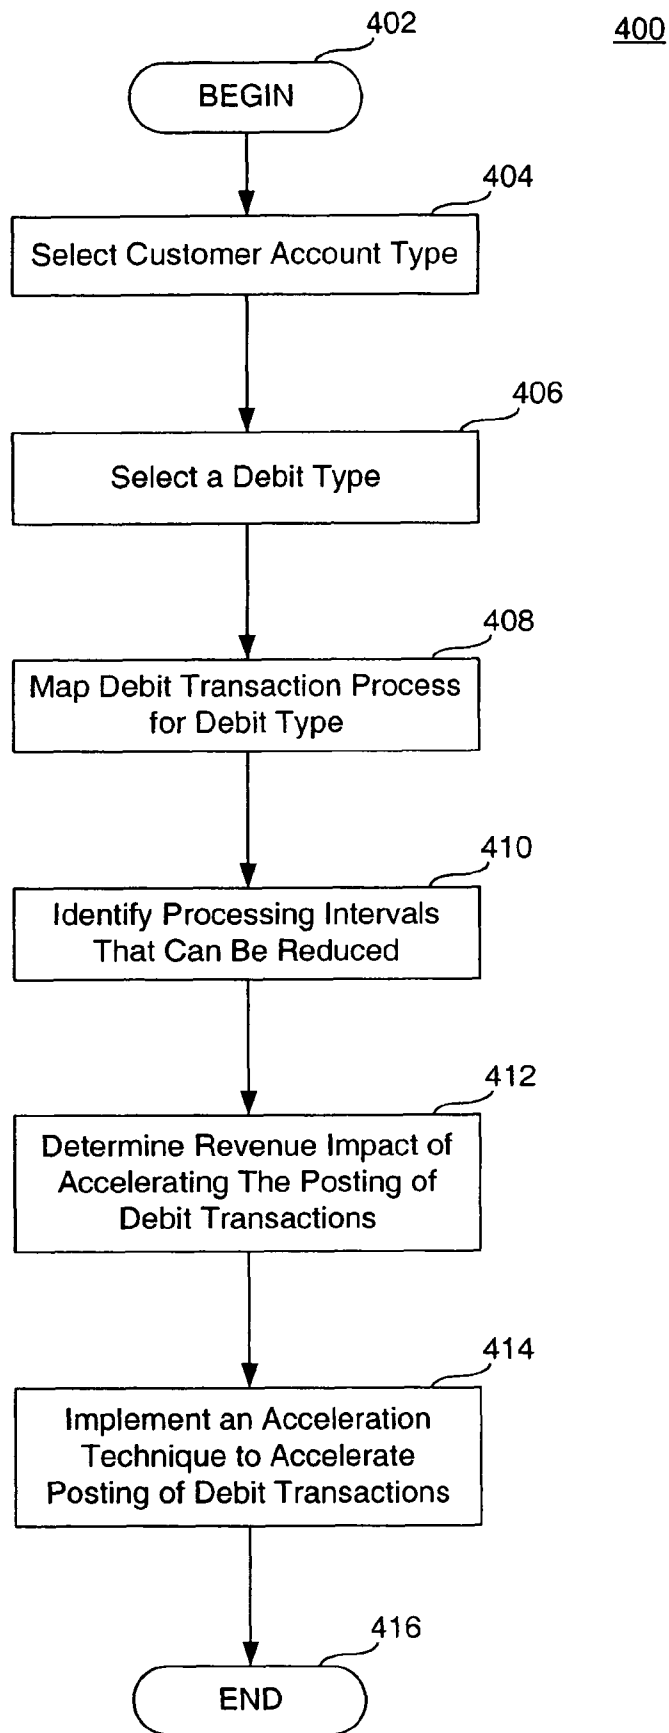 402
400
BEGIN
404
Select Customer Account Type
406
Select a Debit Type
408
Map Debit Transaction Process
for Debit Type
410
Identify Processing Intervals
That Can Be Reduced
412
Determine Revenue Impact of
Accelerating The Posting of
Debit Transactions
414
Implement an Acceleration
Technique to Accelerate
Posting of Debit Transactions
416
END